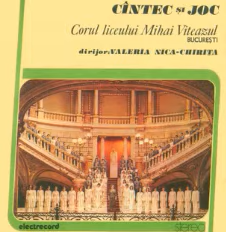 CÎNTEC ȘI JOC
Corul liceului Mihai Viteazul
BUCUREȘTI
dirijor: VALERIA NICA-CHIRIȚA
electrecord
stereo